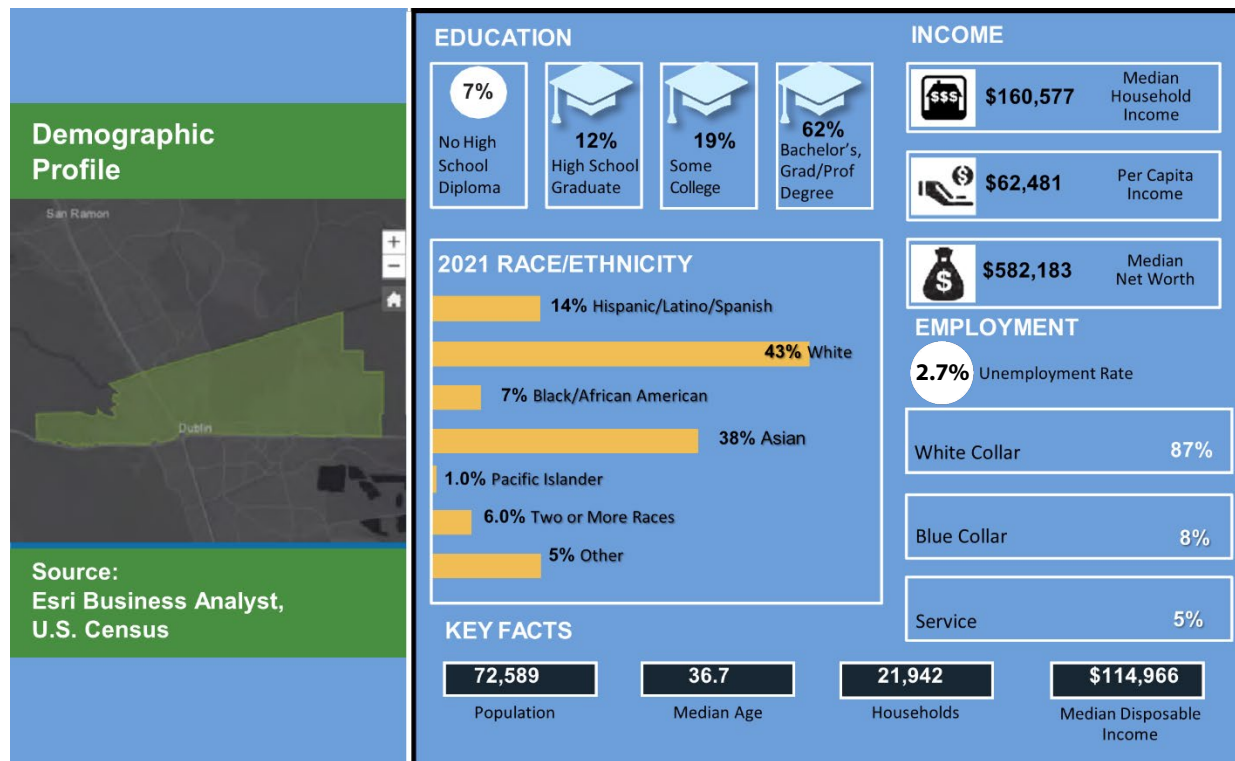 Demographic
Profile
San Ramon
+
−
Dublin
Source:
Esri Business Analyst,
U.S. Census
EDUCATION
7%
No High
School
Diploma
12%
High School
Graduate
19%
Some
College
62%
Bachelor's,
Grad/Prof
Degree
2021 RACE/ETHNICITY
14% Hispanic/Latino/Spanish
43% White
7% Black/African American
38% Asian
1.0% Pacific Islander
6.0% Two or More Races
5% Other
INCOME
$$$
$160,577
Median
Household
Income
$
$62,481
Per Capita
Income
$
$582,183
Median
Net Worth
EMPLOYMENT
2.7% Unemployment Rate
White Collar 87%
Blue Collar 8%
Service 5%
KEY FACTS
72,589
Population
36.7
Median Age
21,942
Households
$114,966
Median Disposable
Income